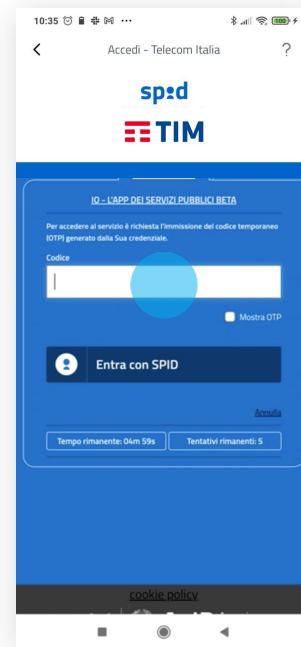 10:35
100
Accedi - Telecom Italia
?
spid
TIM
IO - L'APP DEI SERVIZI PUBBLICI BETA
Per accedere al servizio è richiesta l'immissione del codice temporaneo
(OTP) generato dalla Sua credenziale.
Codice
Mostra OTP
Entra con SPID
Annulla
Tempo rimanente: 04m 59s
Tentativi rimanenti: 5
cookie policy